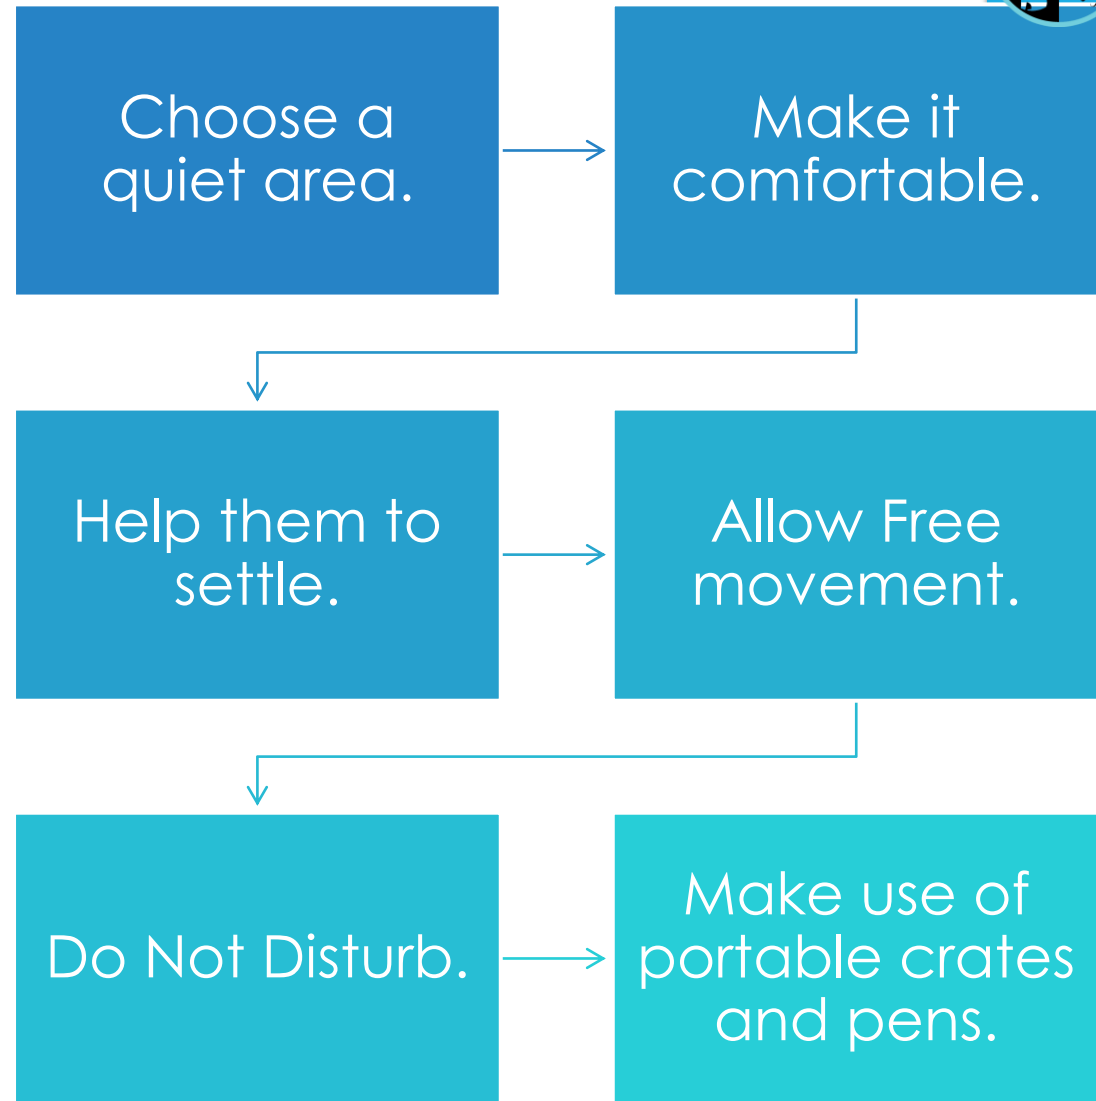 Choose a
quiet area.
Make it
comfortable.
Help them to
settle.
Allow Free
movement.
Do Not Disturb.
Make use of
portable crates
and pens.